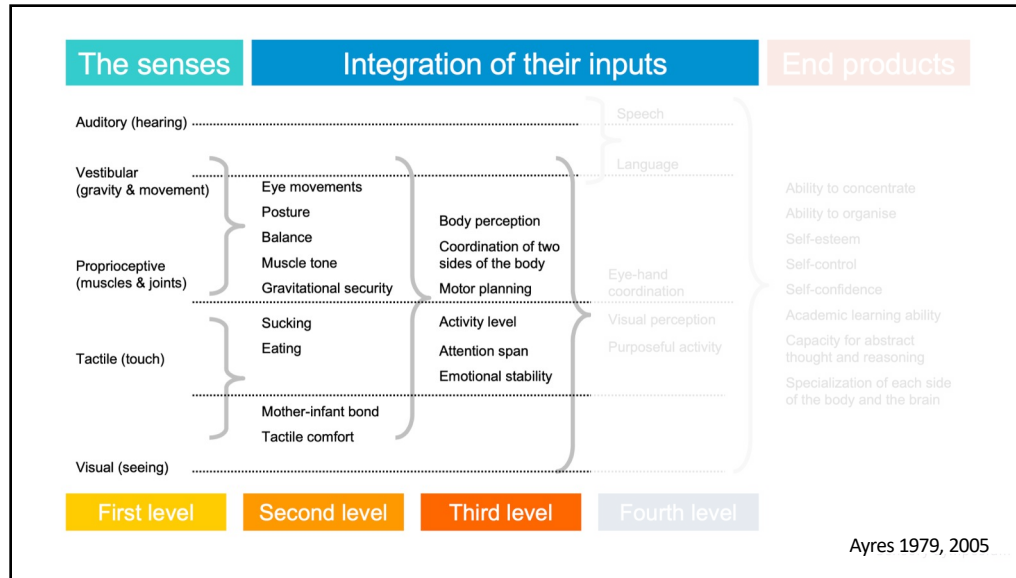 The senses
Integration of their inputs
End products
Auditory (hearing)
Vestibular
(gravity & movement)
Proprioceptive
(muscles & joints)
Tactile (touch)
Visual (seeing)
Eye movements
Posture
Balance
Muscle tone
Gravitational security
Sucking
Eating
Mother-infant bond
Tactile comfort
Body perception
Coordination of two
sides of the body
Motor planning
Activity level
Attention span
Emotional stability
Speech
Language
Eye-hand
coordination
Visual perception
Purposeful activity
Ability to concentrate
Ability to organise
Self-esteem
Self-control
Self-confidence
Academic learning ability
Capacity for abstract
thought and reasoning
Specialization of each side
of the body and the brain
First level
Second level
Third level
Fourth level
Ayres 1979, 2005